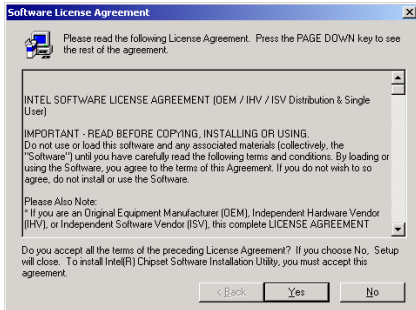 Software License Agreement
Please read the following License Agreement. Press the PAGE DOWN key to see
the rest of the agreement.
INTEL SOFTWARE LICENSE AGREEMENT (OEM / IHV / ISV Distribution & Single
User)
IMPORTANT - READ BEFORE COPYING, INSTALLING OR USING.
Do not use or load this software and any associated materials (collectively, the
"Software") until you have carefully read the following terms and conditions. By loading or
using the Software, you agree to the terms of this Agreement. If you do not wish to so
agree, do not install or use the Software.
Please Also Note:
* If you are an Original Equipment Manufacturer (OEM), Independent Hardware Vendor
(IHV), or Independent Software Vendor (ISV), this complete LICENSE AGREEMENT
Do you accept all the terms of the preceding License Agreement? If you choose No, Setup
will close. To install Intel(R) Chipset Software Installation Utility, you must accept this
agreement.
< Back Yes No